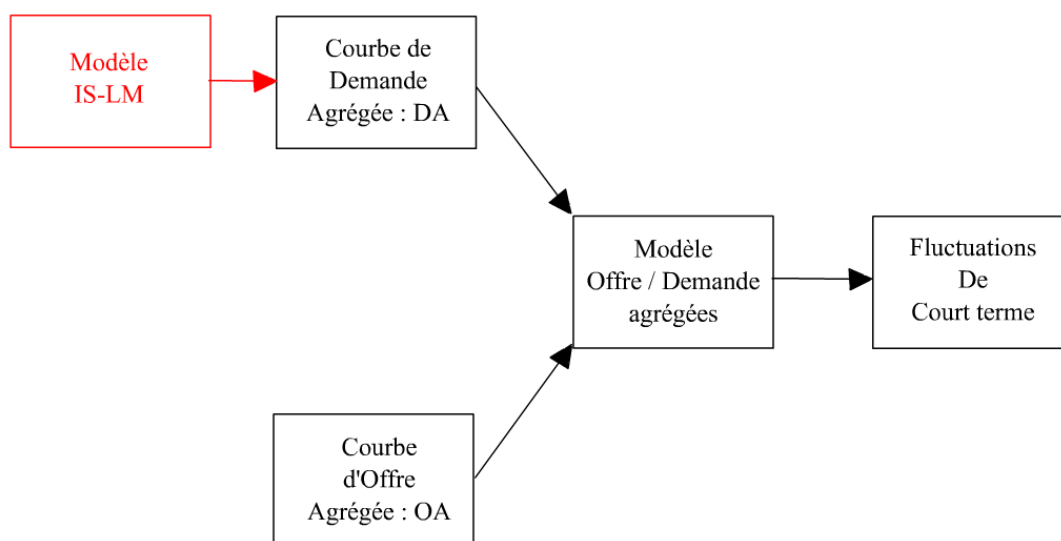 Modèle
IS-LM
Courbe de
Demande
Agrégée : DA
Modèle
Offre / Demande
agrégées
Fluctuations
De
Court terme
Courbe
d'Offre
Agrégée : OA